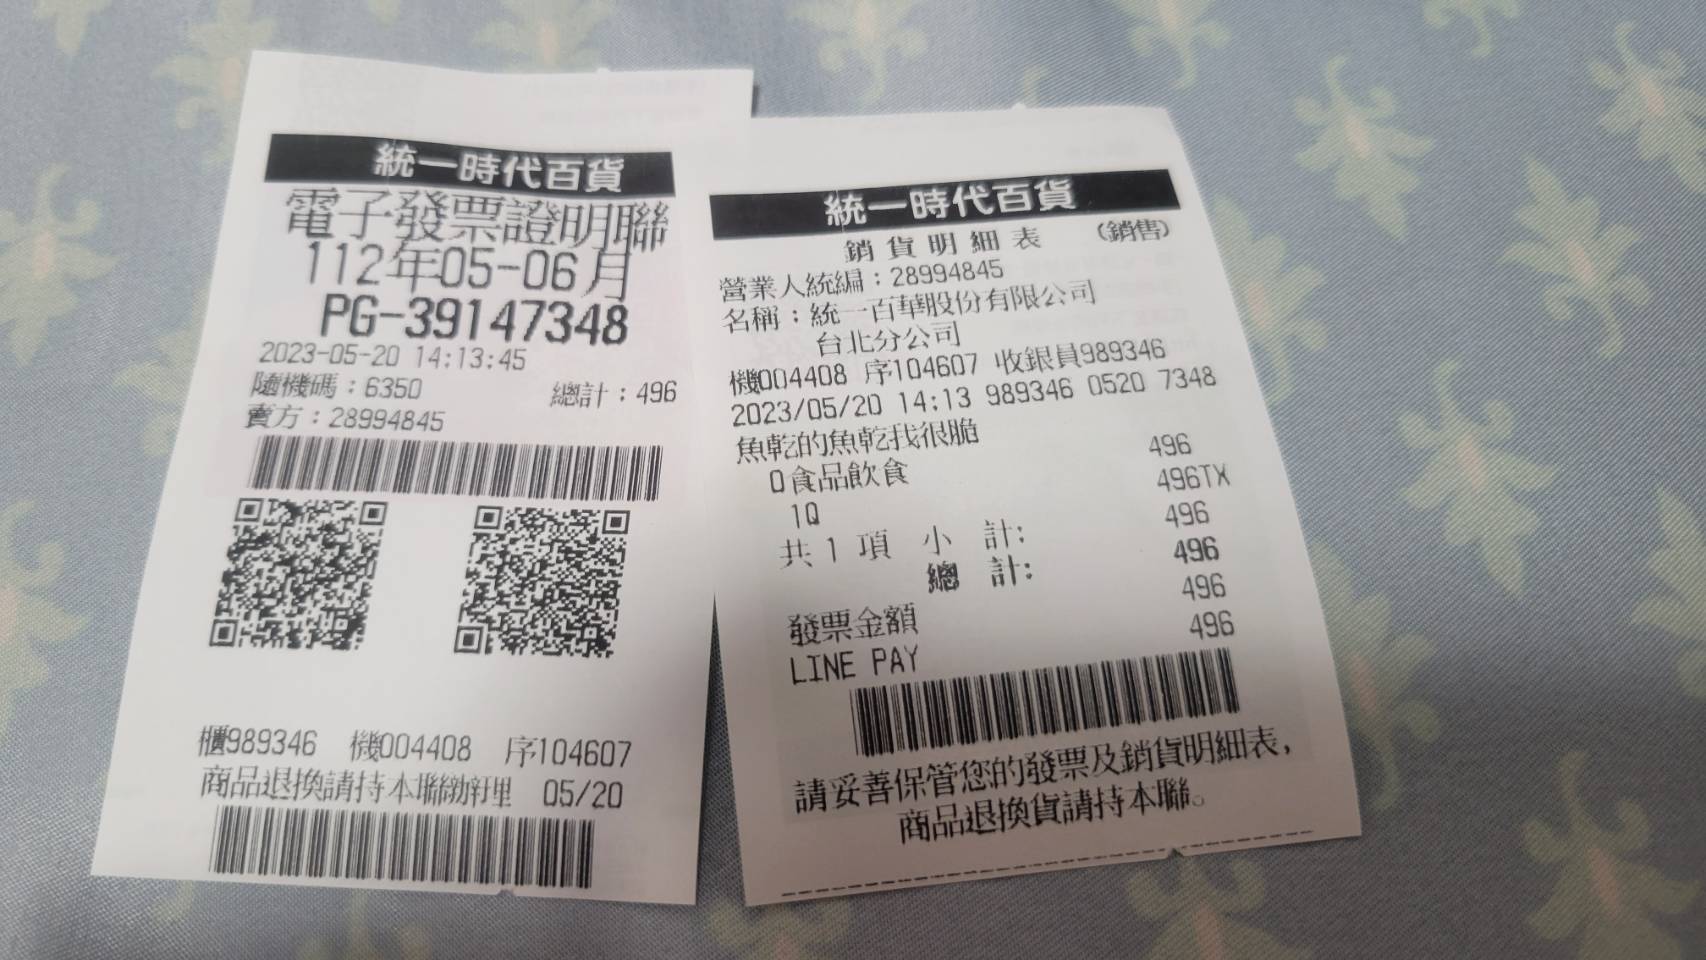 統一時代百貨
電子發票證明聯
112年05-06月
PG-39147348
2023-05-20 14:13:45
隨機碼：6350 總計：496
賣方：28994845
櫃989346 機004408 序104607
商品退換請持本聯辦理 05/20
統一時代百貨
銷貨明細表 (銷售)
營業人統編：28994845
名稱：統一百華股份有限公司
台北分公司
機004408 序104607 收銀員989346
2023/05/20 14:13 989346 0520 7348
魚乾的魚乾我很脆 496
0食品飲食 496TX
1Q 496
共 1 項 小 計: 496
總 計: 496
發票金額 496
LINE PAY 496
請妥善保管您的發票及銷貨明細表，
商品退換貨請持本聯。